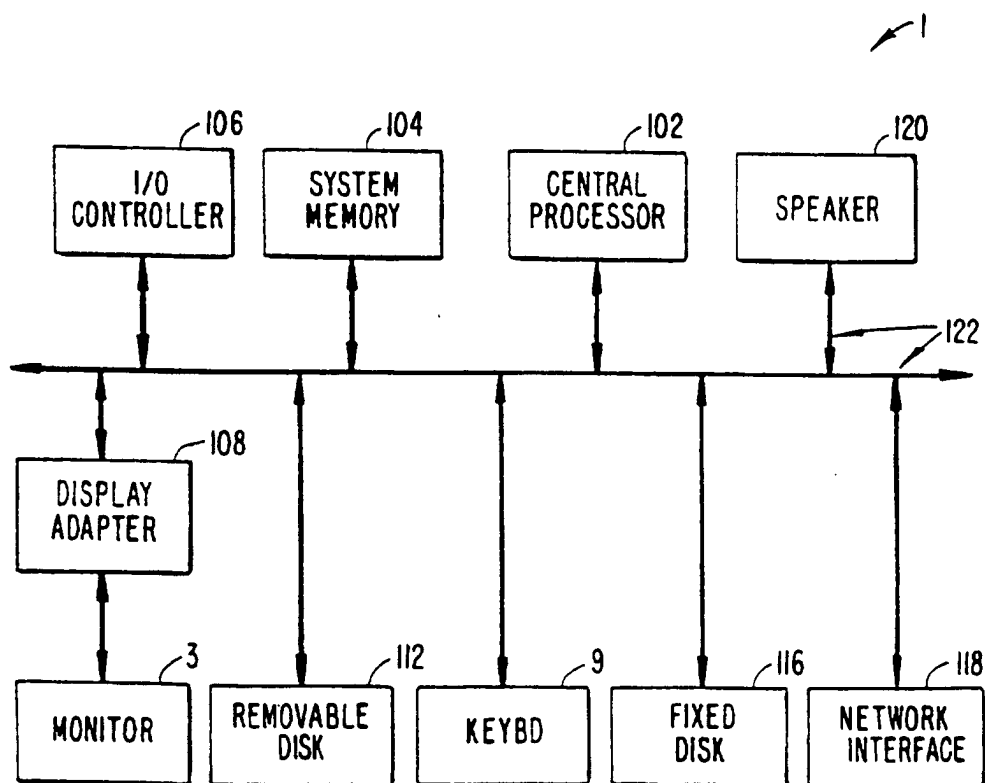 1
106
104
102
120
I/O
CONTROLLER
SYSTEM
MEMORY
CENTRAL
PROCESSOR
SPEAKER
122
108
DISPLAY
ADAPTER
3
112
9
116
118
MONITOR
REMOVABLE
DISK
KEYBD
FIXED
DISK
NETWORK
INTERFACE